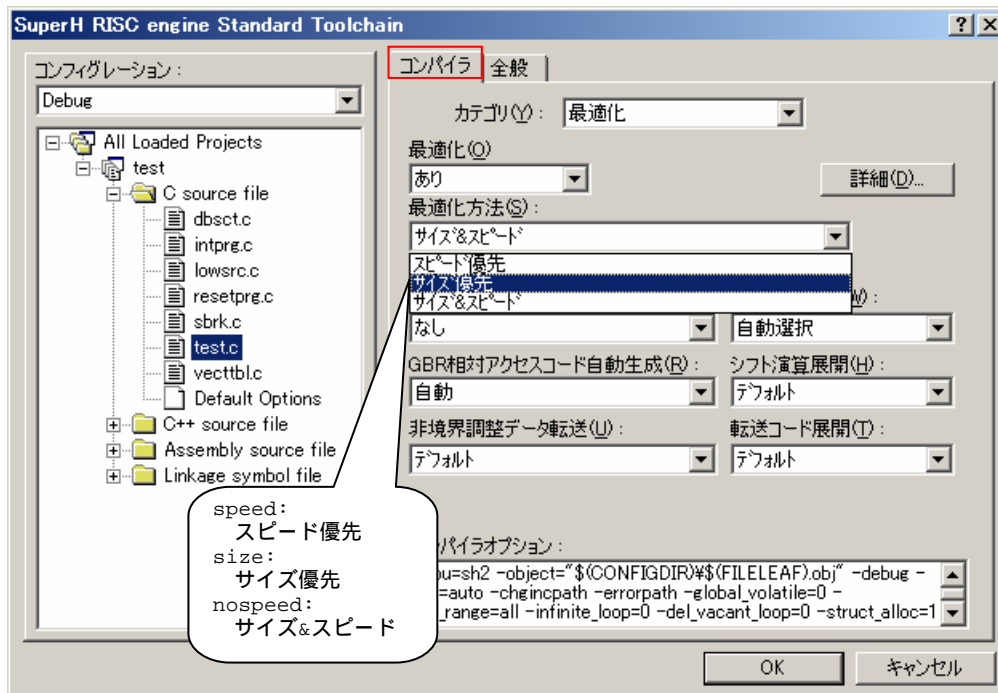 SuperH RISC engine Standard Toolchain
コンフィグレーション：
Debug
All Loaded Projects
test
C source file
dbsct.c
intprg.c
lowsrc.c
resetprg.c
sbrk.c
test.c
vecttbl.c
Default Options
C++ source file
Assembly source file
Linkage symbol file
コンパイラ 全般
カテゴリ(Y)： 最適化
最適化(O)
あり
詳細(D)...
最適化方法(S)：
サイズ&スピード
スピード優先
サイズ優先
サイズ&スピード
なし
自動選択
GBR相対アクセスコード自動生成(R)：
自動
シフト演算展開(H)：
デフォルト
非境界調整データ転送(U)：
デフォルト
転送コード展開(T)：
デフォルト
speed:
スピード優先
size:
サイズ優先
nospeed:
サイズ&スピード
パイラオプション：
u=sh2 -object="$(CONFIGDIR)¥$(FILELEAF).obj" -debug -
=auto -chgincpath -errorpath -global_volatile=0 -
_range=all -infinite_loop=0 -del_vacant_loop=0 -struct_alloc=1
OK
キャンセル